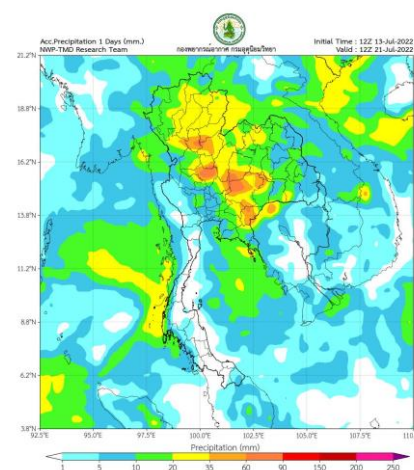 Acc.Precipitation 1 Days (mm.)
NWP-TMD Research Team
กองพยากรณ์อากาศ กรมอุตุนิยมวิทยา
Initial Time : 12Z 13-Jul-2022
Valid : 12Z 21-Jul-2022
21.2°N
18.8°N
16.2°N
15.2°N
13.8°N
11.2°N
8.8°N
6.2°N
3.8°N
92.5°E 95.0°E 97.5°E 100.0°E 102.5°E 105.0°E 107.5°E 110
Precipitation (mm)
1 5 10 20 35 60 90 150 200 250